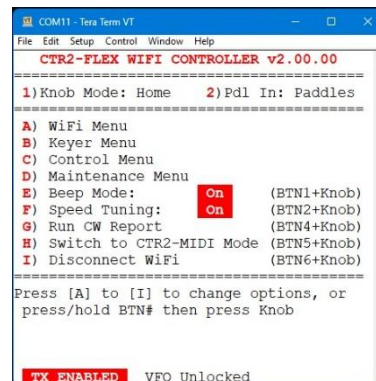 COM11 - Tera Term VT
File Edit Setup Control Window Help
CTR2-FLEX WIFI CONTROLLER v2.00.00
==========================================
1)Knob Mode: Home 2)Pdl In: Paddles
==========================================
A) WiFi Menu
B) Keyer Menu
C) Control Menu
D) Maintenance Menu
E) Beep Mode: On (BTN1+Knob)
F) Speed Tuning: On (BTN2+Knob)
G) Run CW Report (BTN4+Knob)
H) Switch to CTR2-MIDI Mode (BTN5+Knob)
I) Disconnect WiFi (BTN6+Knob)
==========================================
Press [A] to [I] to change options, or
press/hold BTN# then press Knob
TX ENABLED VFO Unlocked